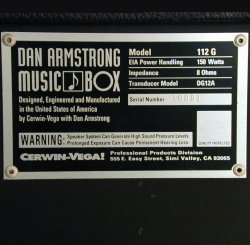 DAN ARMSTRONG
MUSIC BOX
Designed, Engineered and Manufactured
in the United States of America
by Cerwin-Vega with Dan Armstrong
Model 112 G
EIA Power Handling 150 Watts
Impedance 8 Ohms
Transducer Model DG12A
Serial Number
WARNING: Speaker System Can Generate High Sound Pressure Levels.
Prolonged Exposure Can Cause Permanent Hearing Loss.
CERWIN-VEGA!
Professional Products Division
555 E. Easy Street, Simi Valley, CA 93065